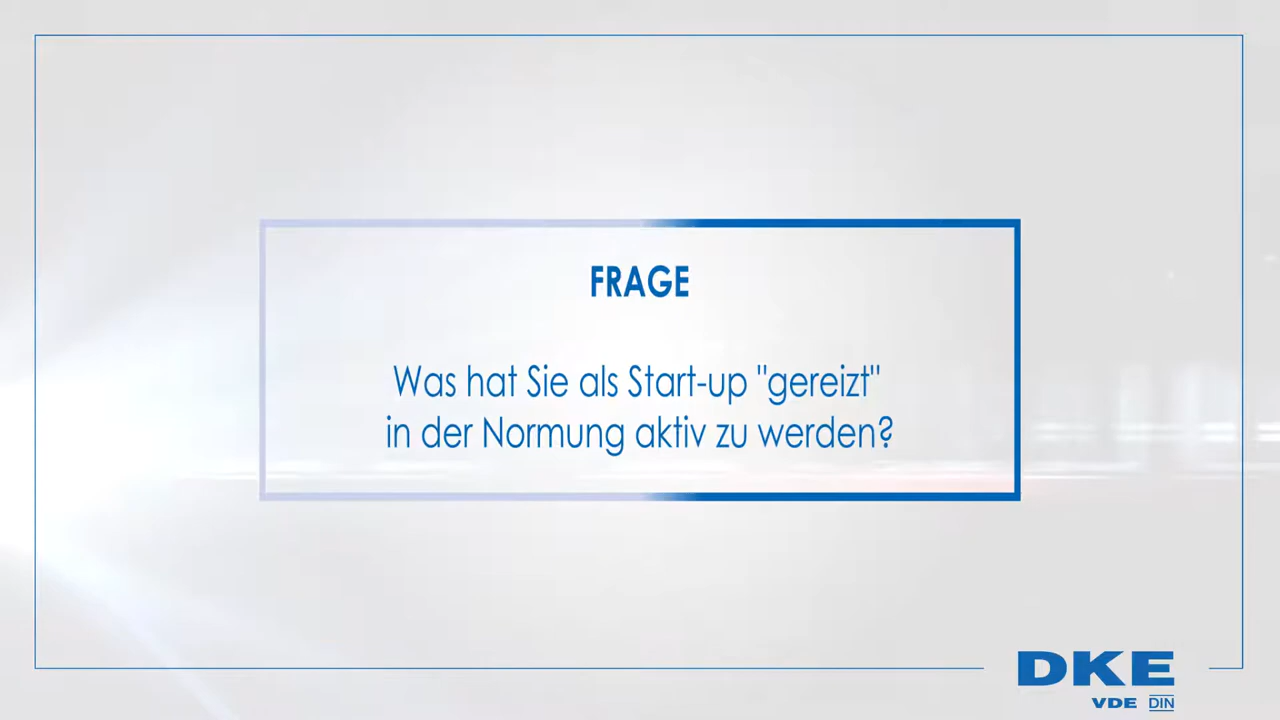 FRAGE
Was hat Sie als Start-up "gereizt"
in der Normung aktiv zu werden?
DKE
VDE DIN